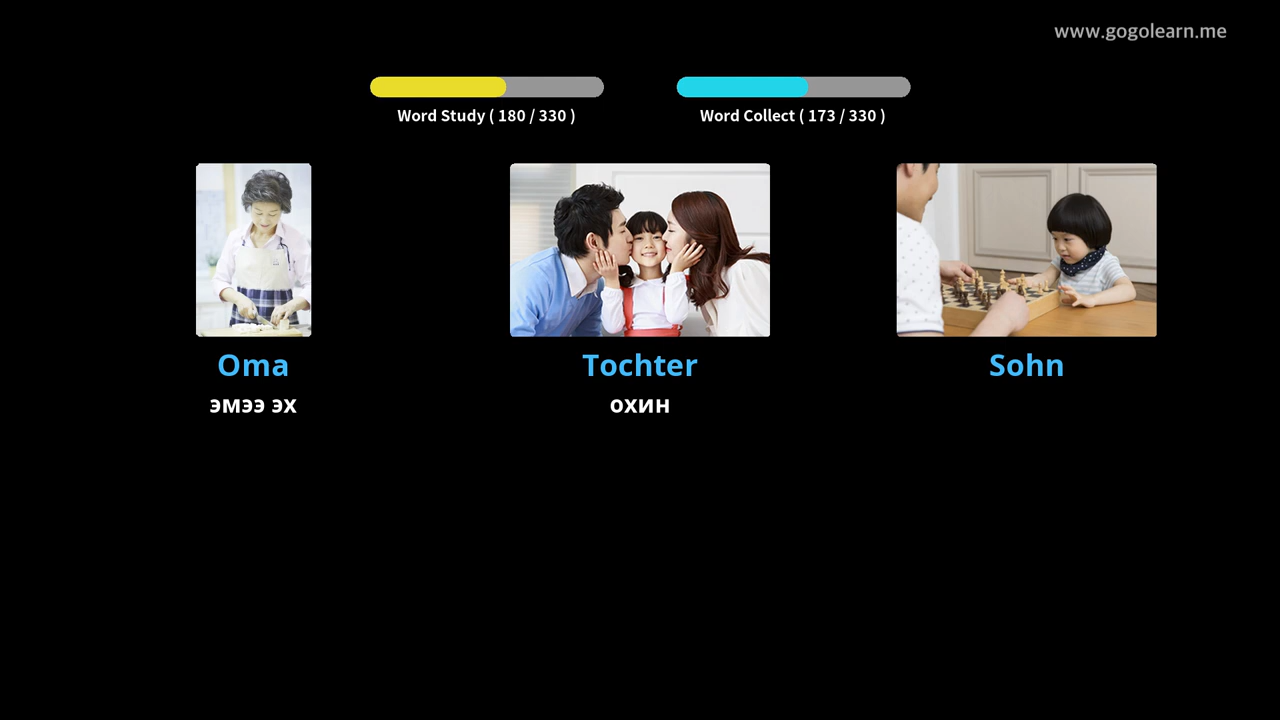 www.gogolearn.me
Word Study ( 180 / 330 )
Word Collect ( 173 / 330 )
Oma
Tochter
Sohn
эмээ эх
охин